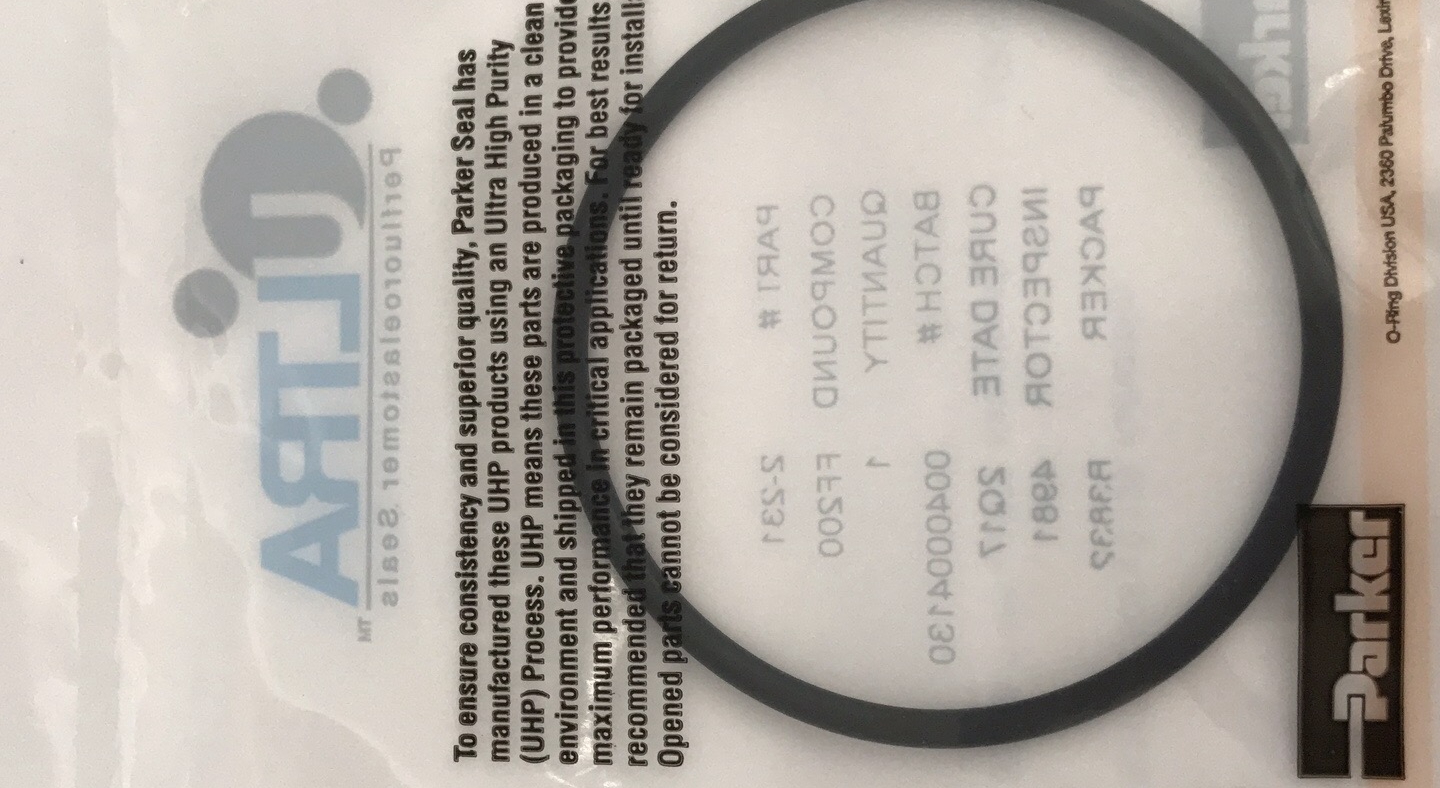 To ensure consistency and superior quality, Parker Seal has
manufactured these UHP products using an Ultra High Purity
(UHP) Process. UHP means these parts are produced in a clean
environment and shipped in this protective packaging to provide
maximum performance in critical applications. For best results
recommended that they remain packaged until ready for install
Opened parts cannot be considered for return.
ULTRA TM
Perfluoroelastomer Seals
PART # 2-231
COMPOUND FF200
QUANTITY 1
BATCH # 00400041430
CURE DATE 2Q17
INSPECTOR 4981
PACKER
Parker
O-Ring Division USA, 2360 Palumbo Drive,